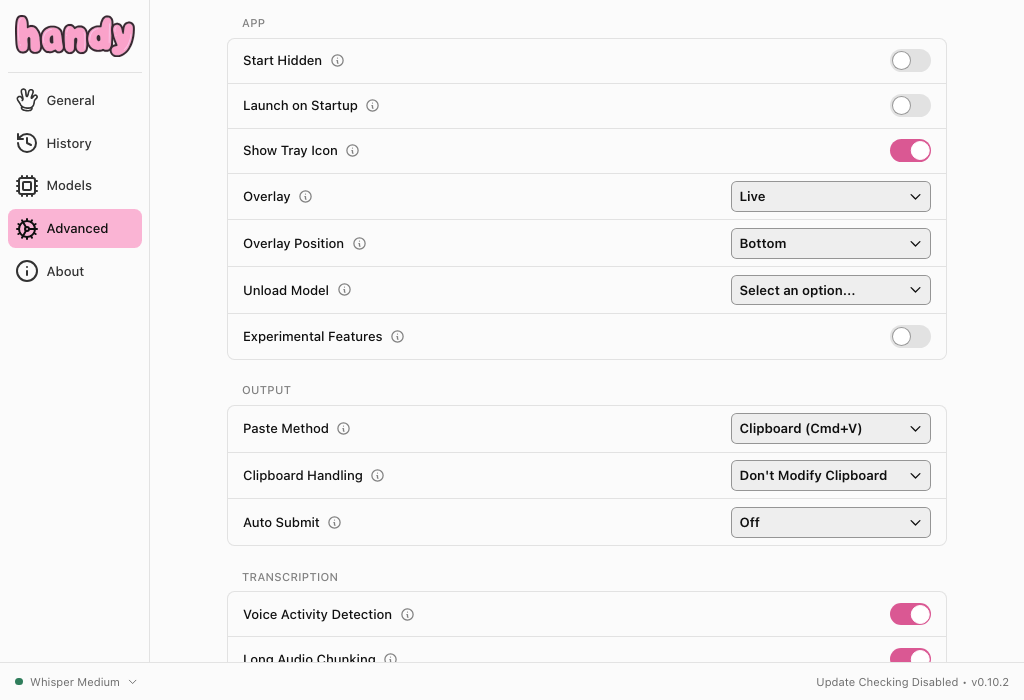 handy
General
History
Models
Advanced
About
APP
Start Hidden
Launch on Startup
Show Tray Icon
Overlay Live
Overlay Position Bottom
Unload Model Select an option...
Experimental Features
OUTPUT
Paste Method Clipboard (Cmd+V)
Clipboard Handling Don't Modify Clipboard
Auto Submit Off
TRANSCRIPTION
Voice Activity Detection
Long Audio Chunking
Whisper Medium
Update Checking Disabled • v0.10.2